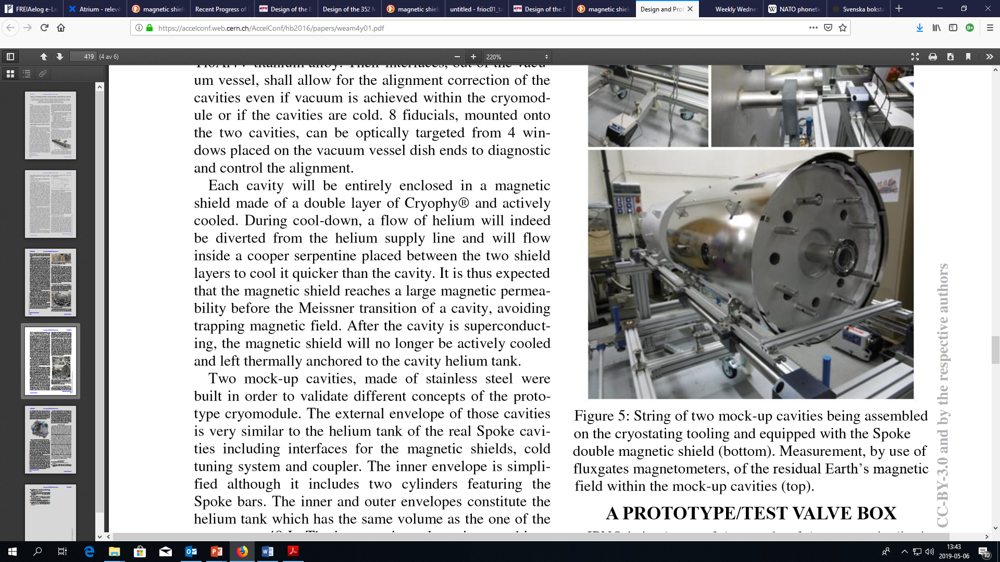 FREIAelog e-Lo
Atrium - relevé
magnetic shiel
Recent Progress of
Design of the E
Design of the 352 M
magnetic shiel
untitled - frioc01_ta
Design of the E
magnetic shiel
Design and Prot
Weekly Wednes
NATO phonetic
Svenska boksta
https://accelconf.web.cern.ch/AccelConf/hb2016/papers/weam4y01.pdf
419 (4 av 6)
220%
um vessel, shall allow for the alignment correction of the
cavities even if vacuum is achieved within the cryomod-
ule or if the cavities are cold. 8 fiducials, mounted onto
the two cavities, can be optically targeted from 4 win-
dows placed on the vacuum vessel dish ends to diagnostic
and control the alignment.
Each cavity will be entirely enclosed in a magnetic
shield made of a double layer of Cryophy® and actively
cooled. During cool-down, a flow of helium will indeed
be diverted from the helium supply line and will flow
inside a cooper serpentine placed between the two shield
layers to cool it quicker than the cavity. It is thus expected
that the magnetic shield reaches a large magnetic permea-
bility before the Meissner transition of a cavity, avoiding
trapping magnetic field. After the cavity is superconduct-
ing, the magnetic shield will no longer be actively cooled
and left thermally anchored to the cavity helium tank.
Two mock-up cavities, made of stainless steel were
built in order to validate different concepts of the proto-
type cryomodule. The external envelope of those cavities
is very similar to the helium tank of the real Spoke cavi-
ties including interfaces for the magnetic shields, cold
tuning system and coupler. The inner envelope is simpli-
fied although it includes two cylinders featuring the
Spoke bars. The inner and outer envelopes constitute the
helium tank which has the same volume as the one of the
Figure 5: String of two mock-up cavities being assembled
on the cryostating tooling and equipped with the Spoke
double magnetic shield (bottom). Measurement, by use of
fluxgates magnetometers, of the residual Earth's magnetic
field within the mock-up cavities (top).
A PROTOTYPE/TEST VALVE BOX
CC-BY-3.0 and by the respective authors
13:43
2019-05-06
10